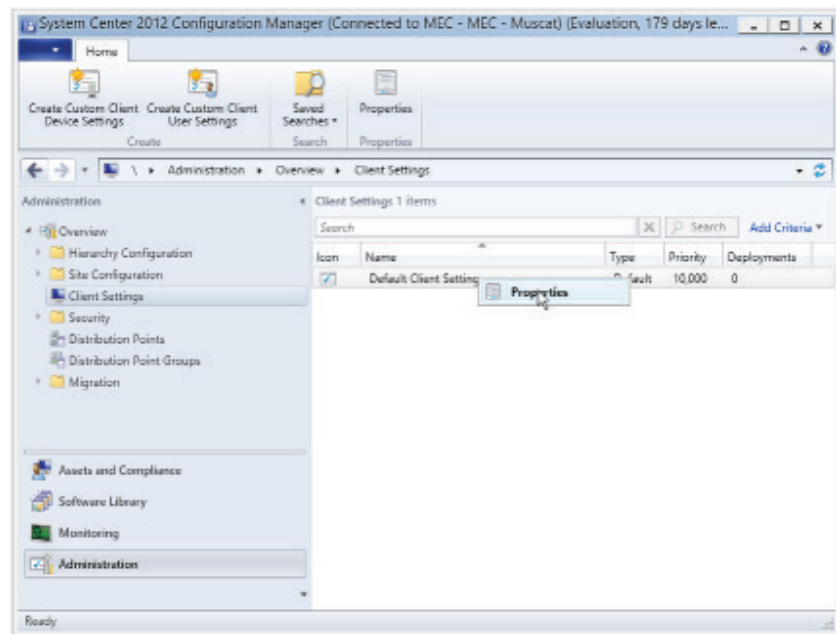 System Center 2012 Configuration Manager (Connected to MEC - MEC - Muscat) (Evaluation, 179 days le...
Home
Create Custom Client Device Settings
Create Custom Client User Settings
Saved Searches
Properties
Create
Search
Properties
\ Administration Overview Client Settings
Administration
Client Settings 1 items
Search
Search
Add Criteria
Overview
Hierarchy Configuration
Site Configuration
Client Settings
Security
Distribution Points
Distribution Point Groups
Migration
Icon Name Type Priority Deployments
Default Client Setting 10,000 0
Properties
Assets and Compliance
Software Library
Monitoring
Administration
Ready